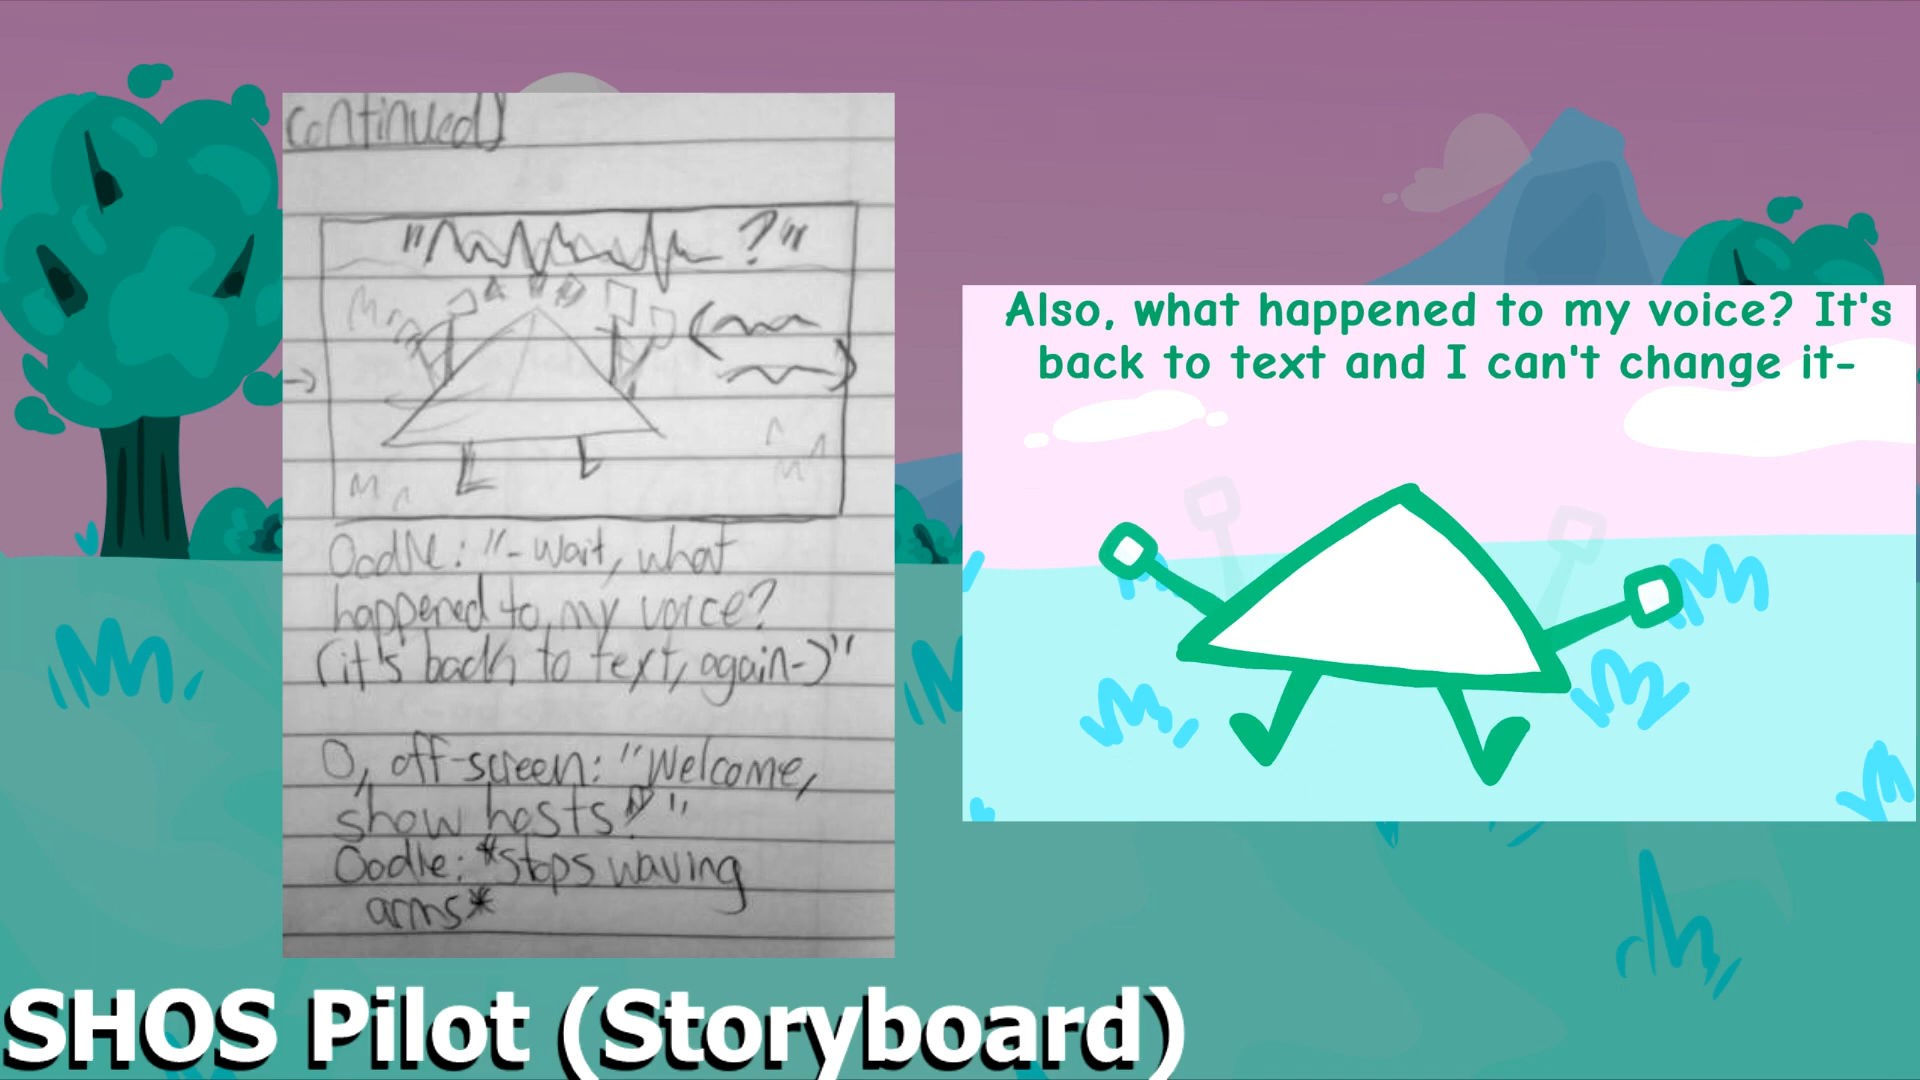 continued)
"?"
Oodle: "- wait, what
happened to my voice?
(it's back to text, again-)"
O, off-screen: "Welcome,
show hosts!"
Oodle: *stops waving
arms*
Also, what happened to my voice? It's
back to text and I can't change it-
SHOS Pilot (Storyboard)